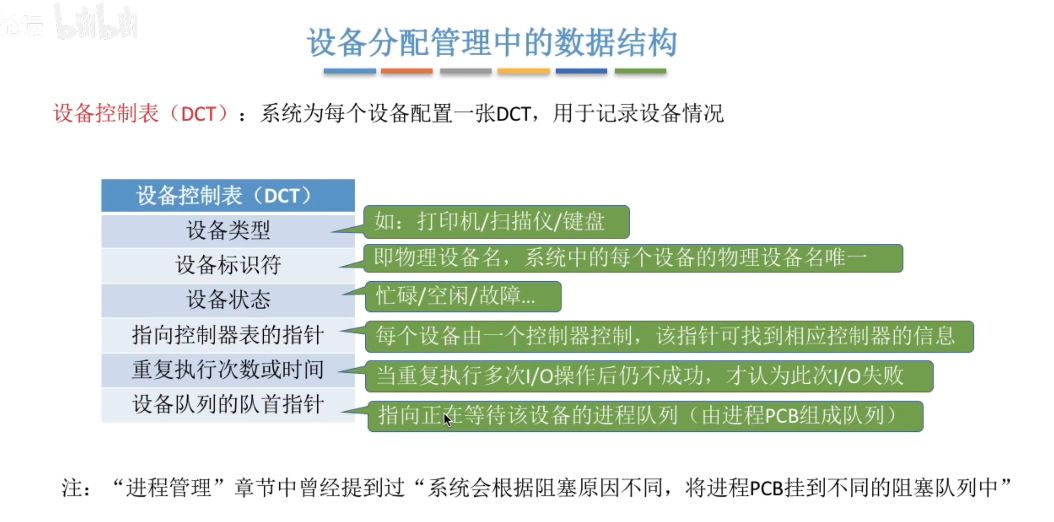 bilibili
设备分配管理中的数据结构
设备控制表（DCT）：系统为每个设备配置一张DCT，用于记录设备情况
设备控制表（DCT）
设备类型
如：打印机/扫描仪/键盘
设备标识符
即物理设备名，系统中的每个设备的物理设备名唯一
设备状态
忙碌/空闲/故障...
指向控制器表的指针
每个设备由一个控制器控制，该指针可找到相应控制器的信息
重复执行次数或时间
当重复执行多次I/O操作后仍不成功，才认为此次I/O失败
设备队列的队首指针
指向正在等待该设备的进程队列（由进程PCB组成队列）
注：“进程管理”章节中曾经提到过“系统会根据阻塞原因不同，将进程PCB挂到不同的阻塞队列中”